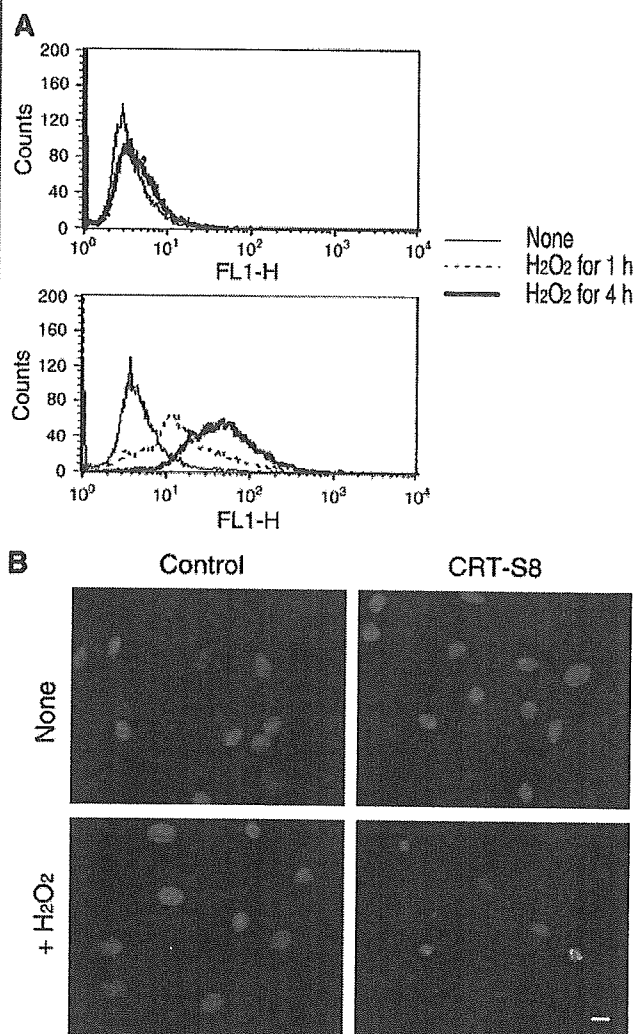 A
200
160
120
80
40
0
Counts
10⁰ 10¹ 10² 10³ 10⁴
FL1-H
None
H₂O₂ for 1 h
H₂O₂ for 4 h
200
160
120
80
40
0
Counts
10⁰ 10¹ 10² 10³ 10⁴
FL1-H
B
Control
CRT-S8
None
+ H₂O₂